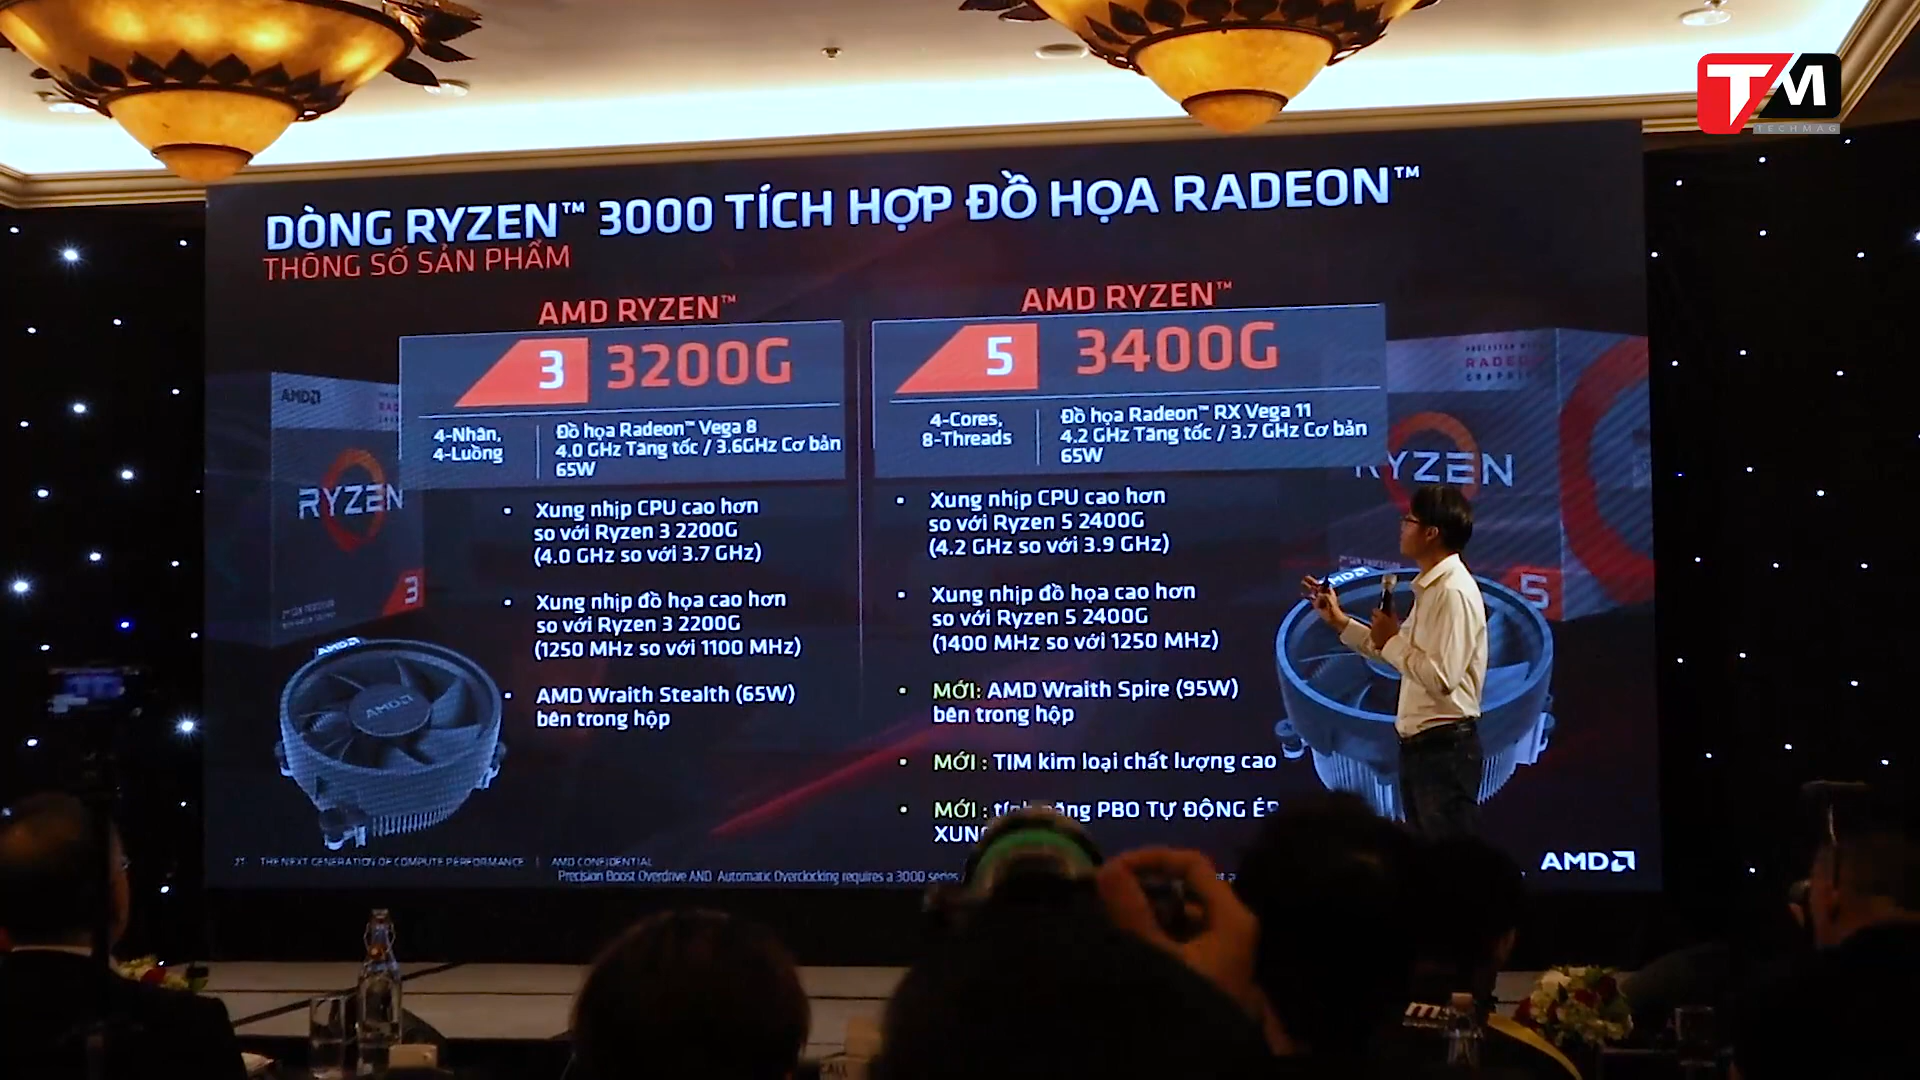 TM
TECHMAG
DÒNG RYZEN™ 3000 TÍCH HỢP ĐỒ HỌA RADEON™
THÔNG SỐ SẢN PHẨM
AMD RYZEN™
3 3200G
4-Nhân,
4-Luồng
Đồ họa Radeon™ Vega 8
4.0 GHz Tăng tốc / 3.6GHz Cơ bản
65W
• Xung nhịp CPU cao hơn
so với Ryzen 3 2200G
(4.0 GHz so với 3.7 GHz)
• Xung nhịp đồ họa cao hơn
so với Ryzen 3 2200G
(1250 MHz so với 1100 MHz)
• AMD Wraith Stealth (65W)
bên trong hộp
AMD RYZEN™
5 3400G
4-Cores,
8-Threads
Đồ họa Radeon™ RX Vega 11
4.2 GHz Tăng tốc / 3.7 GHz Cơ bản
65W
• Xung nhịp CPU cao hơn
so với Ryzen 5 2400G
(4.2 GHz so với 3.9 GHz)
• Xung nhịp đồ họa cao hơn
so với Ryzen 5 2400G
(1400 MHz so với 1250 MHz)
• MỚI: AMD Wraith Spire (95W)
bên trong hộp
• MỚI : TIM kim loại chất lượng cao
• MỚI : PBO TỰ ĐỘNG
AMD
RYZEN
3
AMD
AMD
RADEON
GRAPHICS
RYZEN
5
AMD
21 THE NEXT GENERATION OF COMPUTE PERFORMANCE | AMD CONFIDENTIAL
Precision Boost Overdrive AND Automatic Overclocking requires a 3000 series
AMD